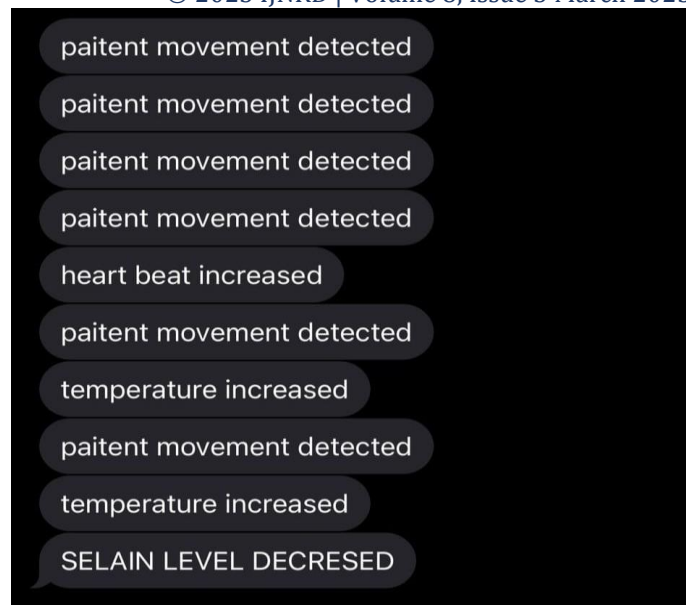 paitent movement detected
paitent movement detected
paitent movement detected
paitent movement detected
heart beat increased
paitent movement detected
temperature increased
paitent movement detected
temperature increased
SELAIN LEVEL DECRESED